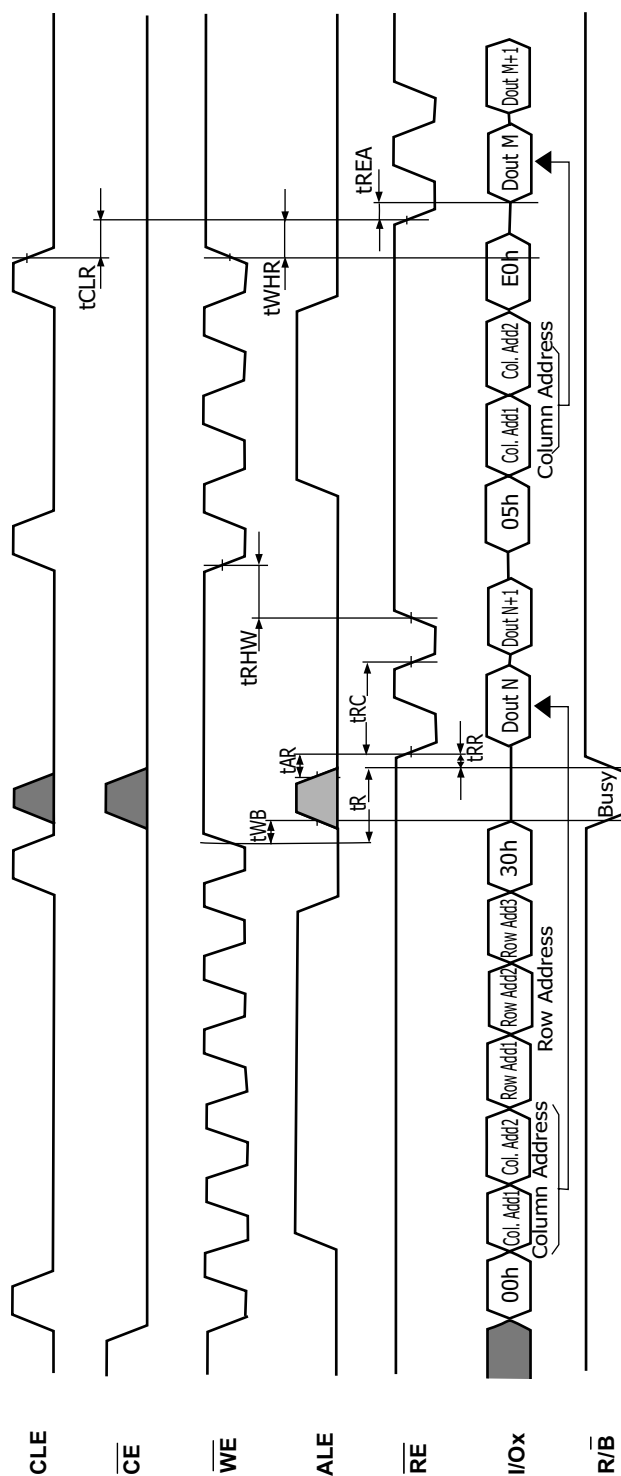 CLE
tCLR
CE
WE
tWB
tRHW
tWHR
ALE
tAR
tR
tRC
tREA
RE
tRR
I/Ox
00h
Col. Add1
Col. Add2
Row Add1
Row Add2
Row Add3
30h
Dout N
Dout N+1
05h
Col. Add1
Col. Add2
E0h
Dout M
Dout M+1
Column Address
Row Address
Column Address
R/B
Busy